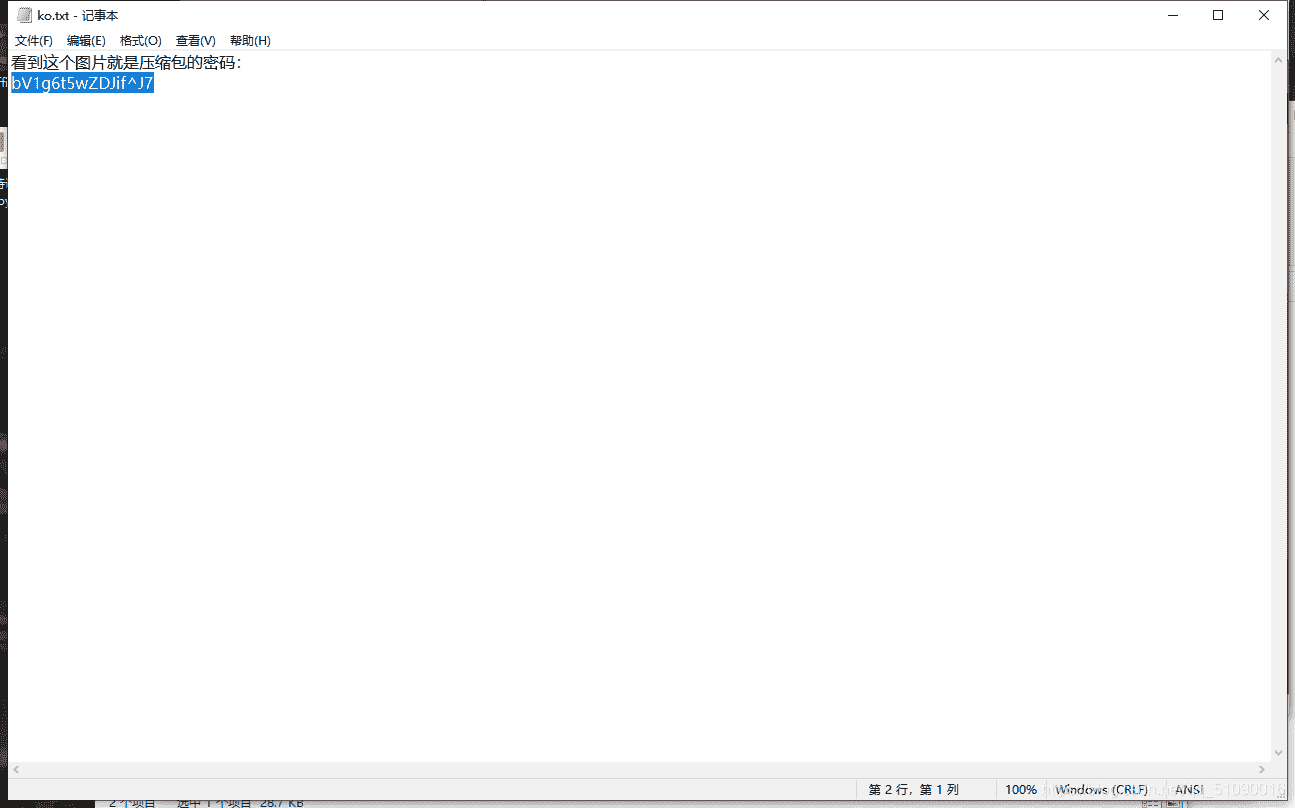 ko.txt - 记事本
文件(F) 编辑(E) 格式(O) 查看(V) 帮助(H)
看到这个图片就是压缩包的密码：
bV1g6t5wZDJif^J7
第 2 行，第 1 列 100% Windows (CRLF) ANSI
2 个项目 选中 1 个项目 28.7 KB